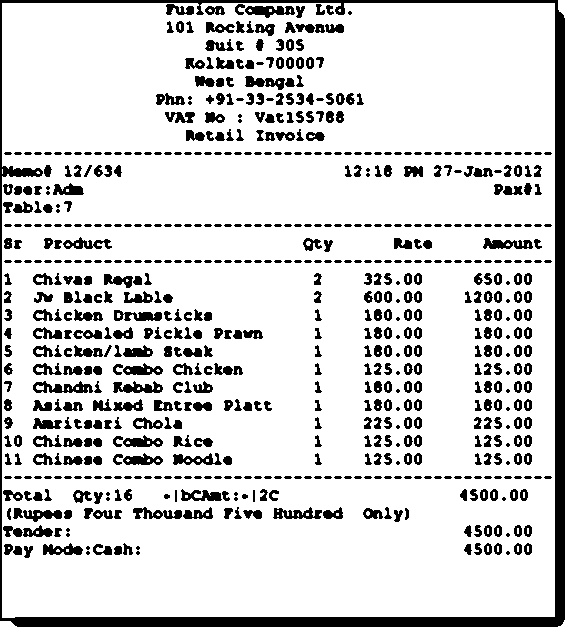 Fusion Company Ltd.
101 Rocking Avenue
Suit # 305
Kolkata-700007
West Bengal
Phn: +91-33-2534-5061
VAT No : Vat155788
Retail Invoice
Memo# 12/634 12:18 PM 27-Jan-2012
User:Adm Pax#1
Table:7
Sr Product Qty Rate Amount
1 Chivas Regal 2 325.00 650.00
2 Jw Black Lable 2 600.00 1200.00
3 Chicken Drumsticks 1 180.00 180.00
4 Charcoaled Pickle Prawn 1 180.00 180.00
5 Chicken/lamb Steak 1 180.00 180.00
6 Chinese Combo Chicken 1 125.00 125.00
7 Chandni Kebab Club 1 180.00 180.00
8 Asian Mixed Entree Platt 1 180.00 180.00
9 Amritsari Chola 1 225.00 225.00
10 Chinese Combo Rice 1 125.00 125.00
11 Chinese Combo Noodle 1 125.00 125.00
Total Qty:16 •|bCAmt:•|2C 4500.00
(Rupees Four Thousand Five Hundred Only)
Tender: 4500.00
Pay Mode:Cash: 4500.00